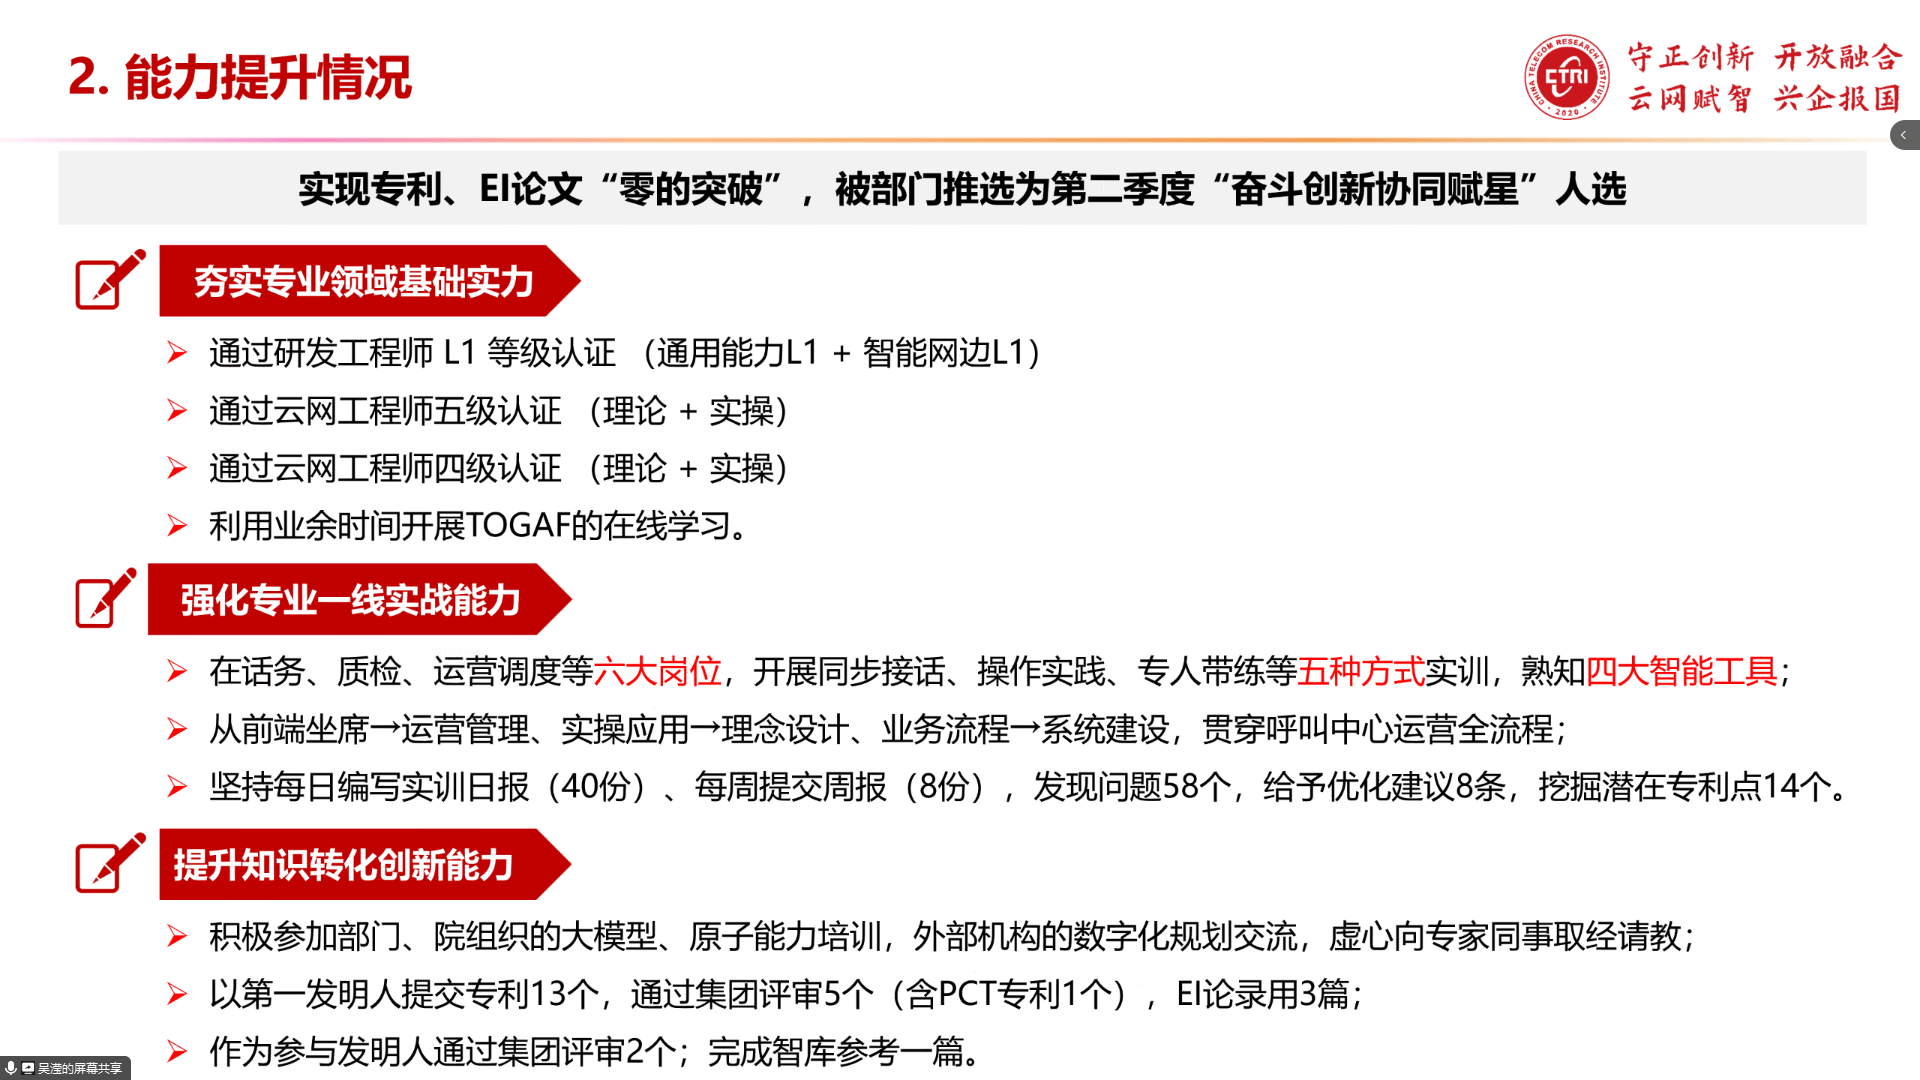 2. 能力提升情况
CHINA TELECOM RESEARCH INSTITUTE
CTRI
2020
守正创新 开放融合
云网赋智 兴企报国
实现专利、EI论文“零的突破”，被部门推选为第二季度“奋斗创新协同赋星”人选
夯实专业领域基础实力
通过研发工程师 L1 等级认证 （通用能力L1 + 智能网边L1）
通过云网工程师五级认证 （理论 + 实操）
通过云网工程师四级认证 （理论 + 实操）
利用业余时间开展TOGAF的在线学习。
强化专业一线实战能力
在话务、质检、运营调度等六大岗位，开展同步接话、操作实践、专人带练等五种方式实训，熟知四大智能工具；
从前端坐席→运营管理、实操应用→理念设计、业务流程→系统建设，贯穿呼叫中心运营全流程；
坚持每日编写实训日报（40份）、每周提交周报（8份），发现问题58个，给予优化建议8条，挖掘潜在专利点14个。
提升知识转化创新能力
积极参加部门、院组织的大模型、原子能力培训，外部机构的数字化规划交流，虚心向专家同事取经请教；
以第一发明人提交专利13个，通过集团评审5个（含PCT专利1个），EI论录用3篇；
作为参与发明人通过集团评审2个；完成智库参考一篇。
吴滢的屏幕共享